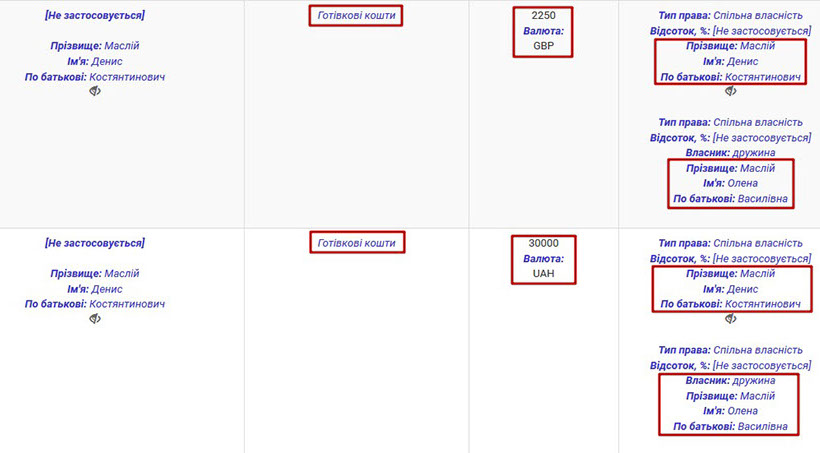 [Не застосовується]
Прізвище: Маслій
Ім'я: Денис
По батькові: Костянтинович
Готівкові кошти
2250
Валюта:
GBP
Тип права: Спільна власність
Відсоток, %: [Не застосовується]
Прізвище: Маслій
Ім'я: Денис
По батькові: Костянтинович
Тип права: Спільна власність
Відсоток, %: [Не застосовується]
Власник: дружина
Прізвище: Маслій
Ім'я: Олена
По батькові: Василівна
[Не застосовується]
Прізвище: Маслій
Ім'я: Денис
По батькові: Костянтинович
Готівкові кошти
30000
Валюта:
UAH
Тип права: Спільна власність
Відсоток, %: [Не застосовується]
Прізвище: Маслій
Ім'я: Денис
По батькові: Костянтинович
Тип права: Спільна власність
Відсоток, %: [Не застосовується]
Власник: дружина
Прізвище: Маслій
Ім'я: Олена
По батькові: Василівна